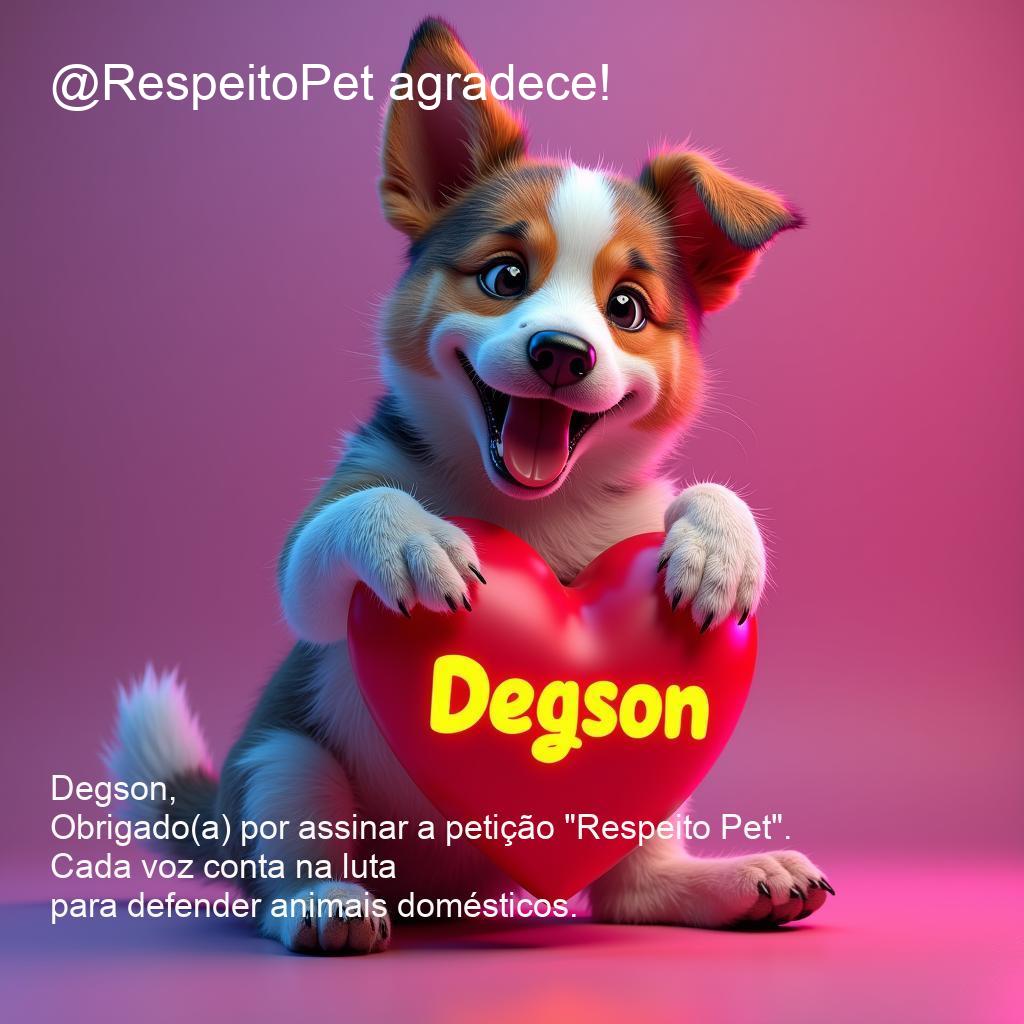 @RespeitoPet agradece!
Degson
Degson,
Obrigado(a) por assinar a petição "Respeito Pet".
Cada voz conta na luta
para defender animais domésticos.